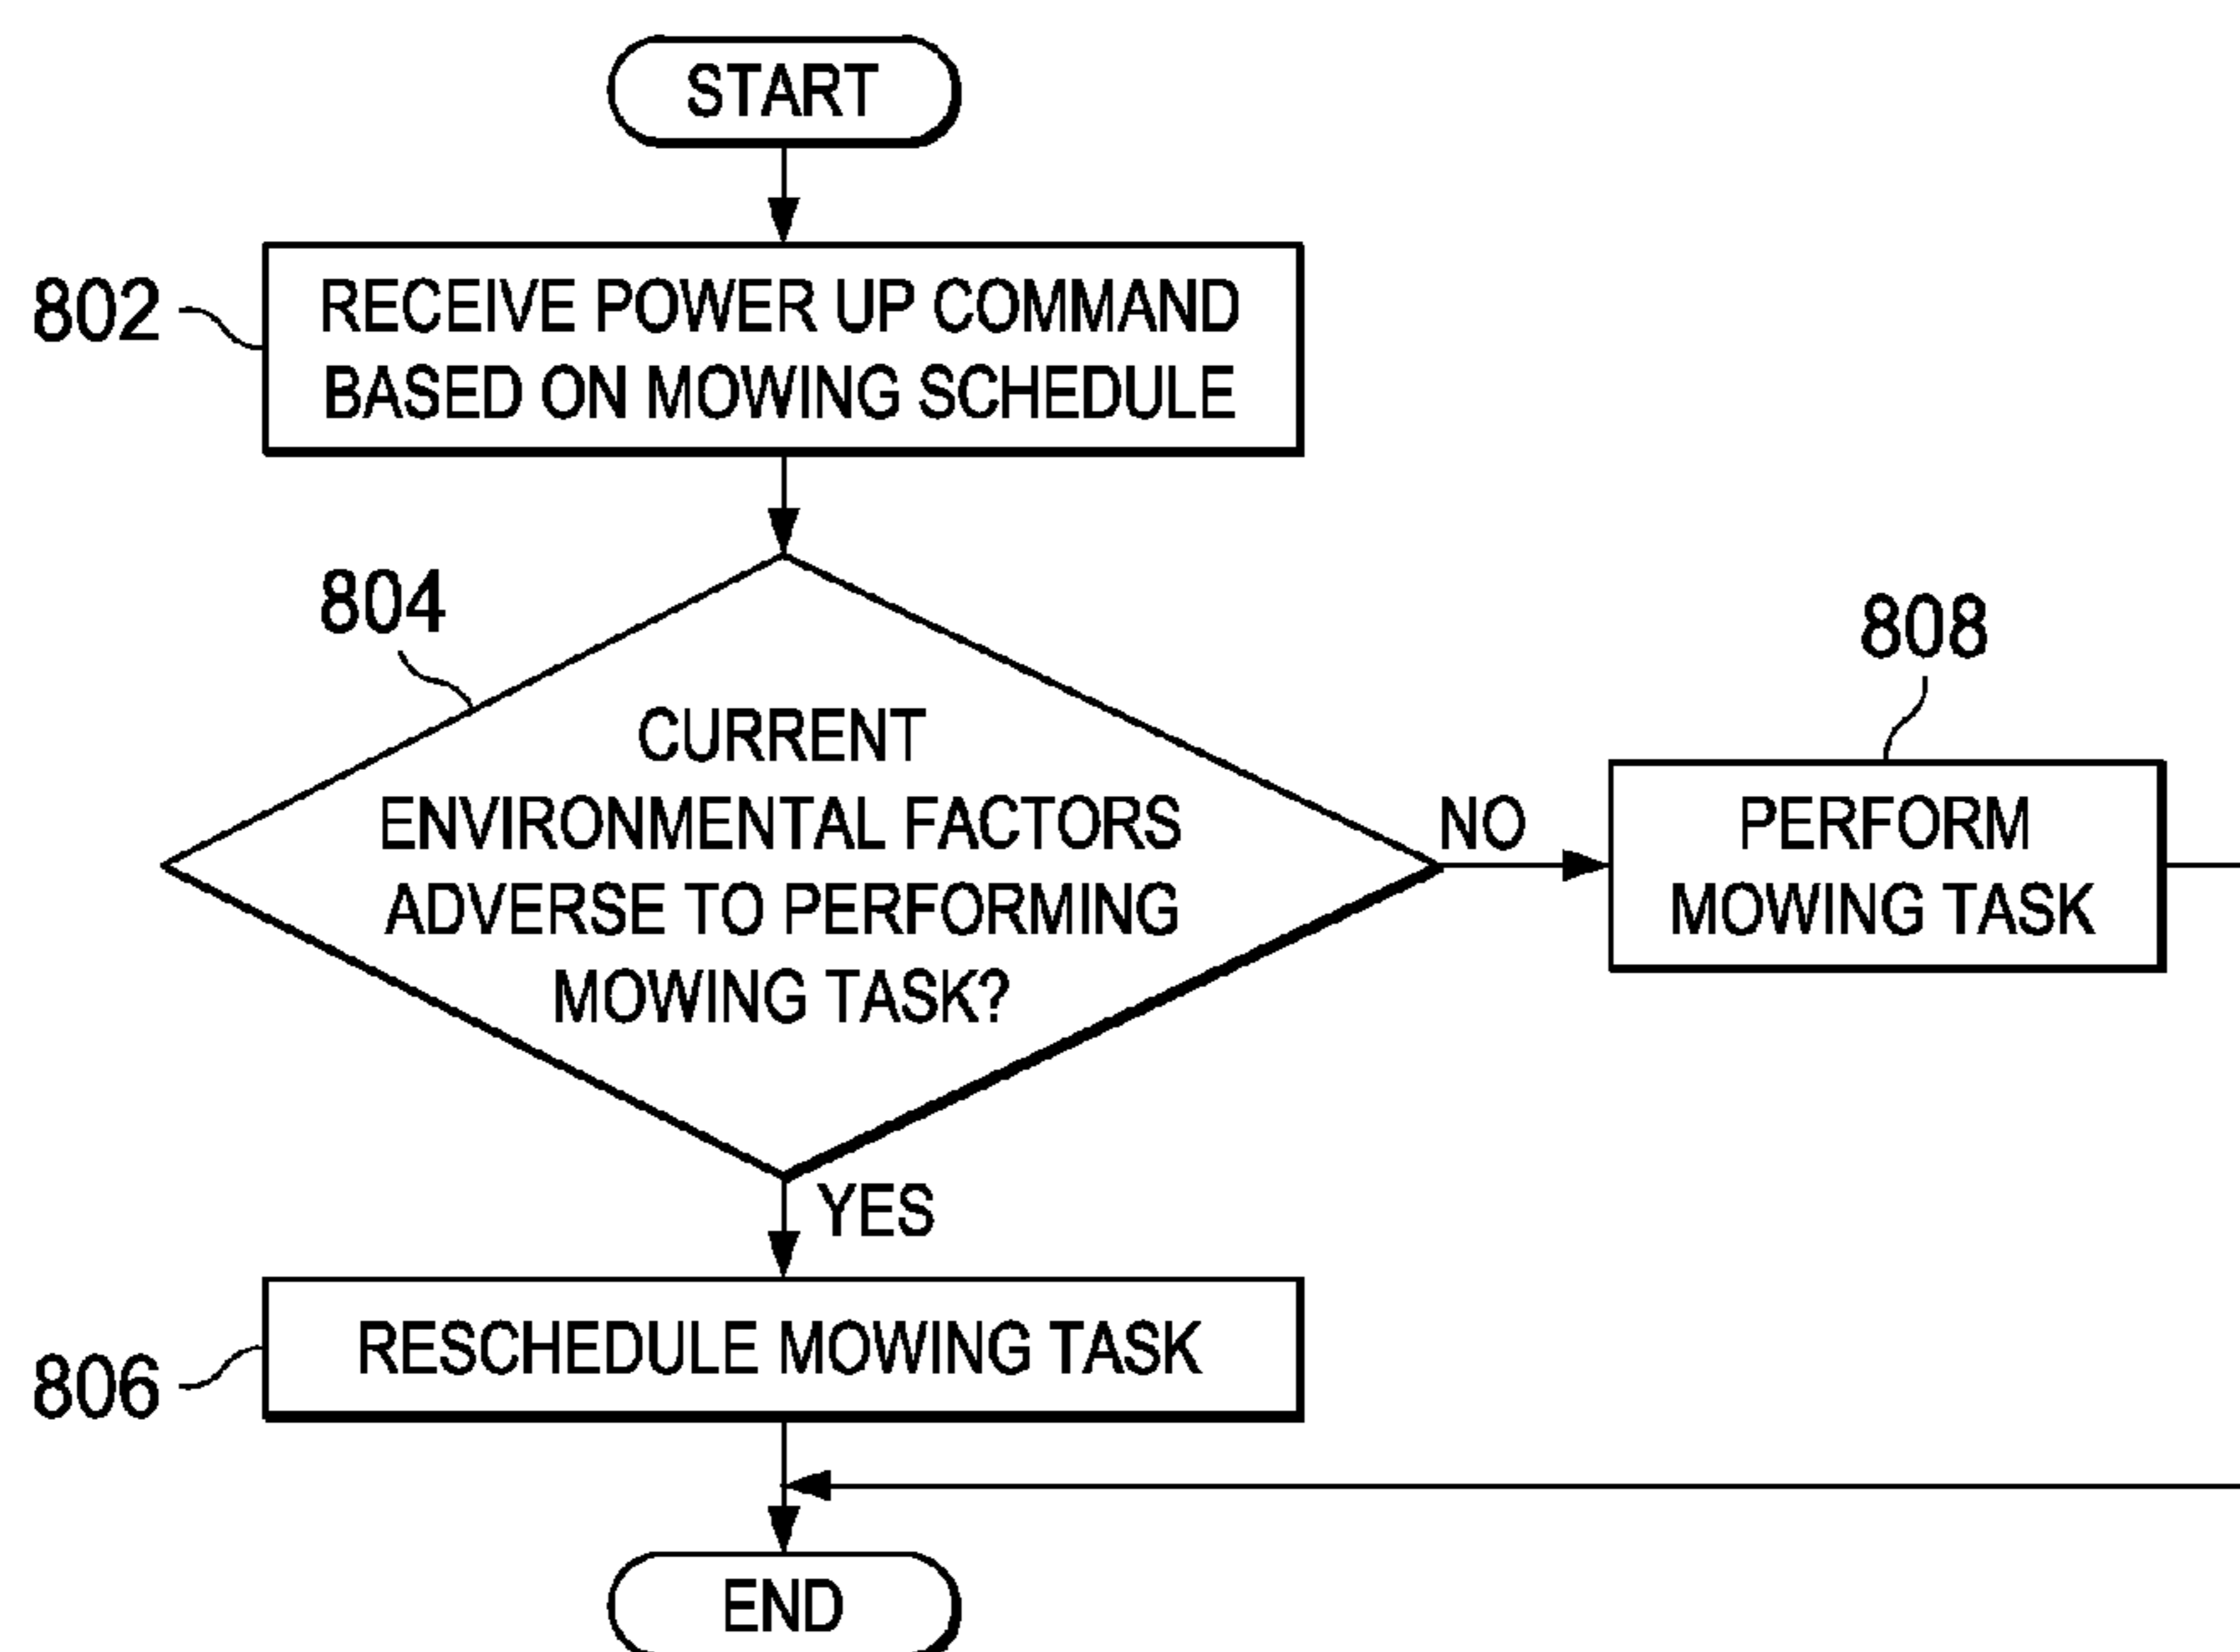 START
802
RECEIVE POWER UP COMMAND
BASED ON MOWING SCHEDULE
804
CURRENT
ENVIRONMENTAL FACTORS
ADVERSE TO PERFORMING
MOWING TASK?
NO
808
PERFORM
MOWING TASK
YES
806
RESCHEDULE MOWING TASK
END